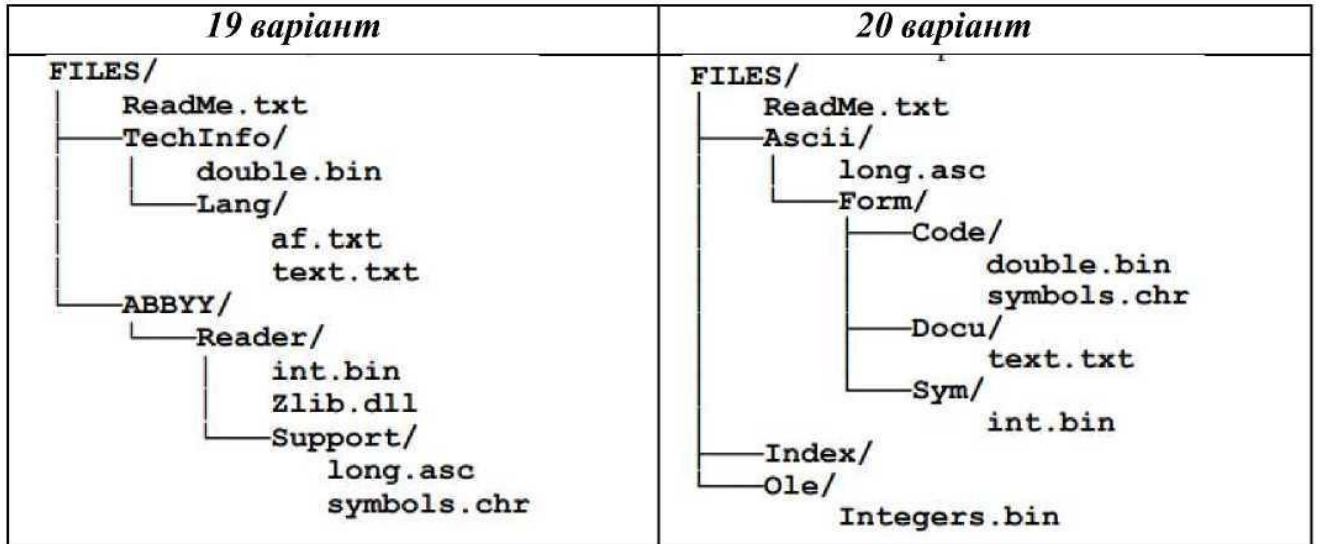 19 варіант
FILES/
ReadMe.txt
TechInfo/
double.bin
Lang/
af.txt
text.txt
ABBYY/
Reader/
int.bin
Zlib.dll
Support/
long.asc
symbols.chr
20 варіант
FILES/
ReadMe.txt
Ascii/
long.asc
Form/
Code/
double.bin
symbols.chr
Docu/
text.txt
Sym/
int.bin
Index/
Ole/
Integers.bin